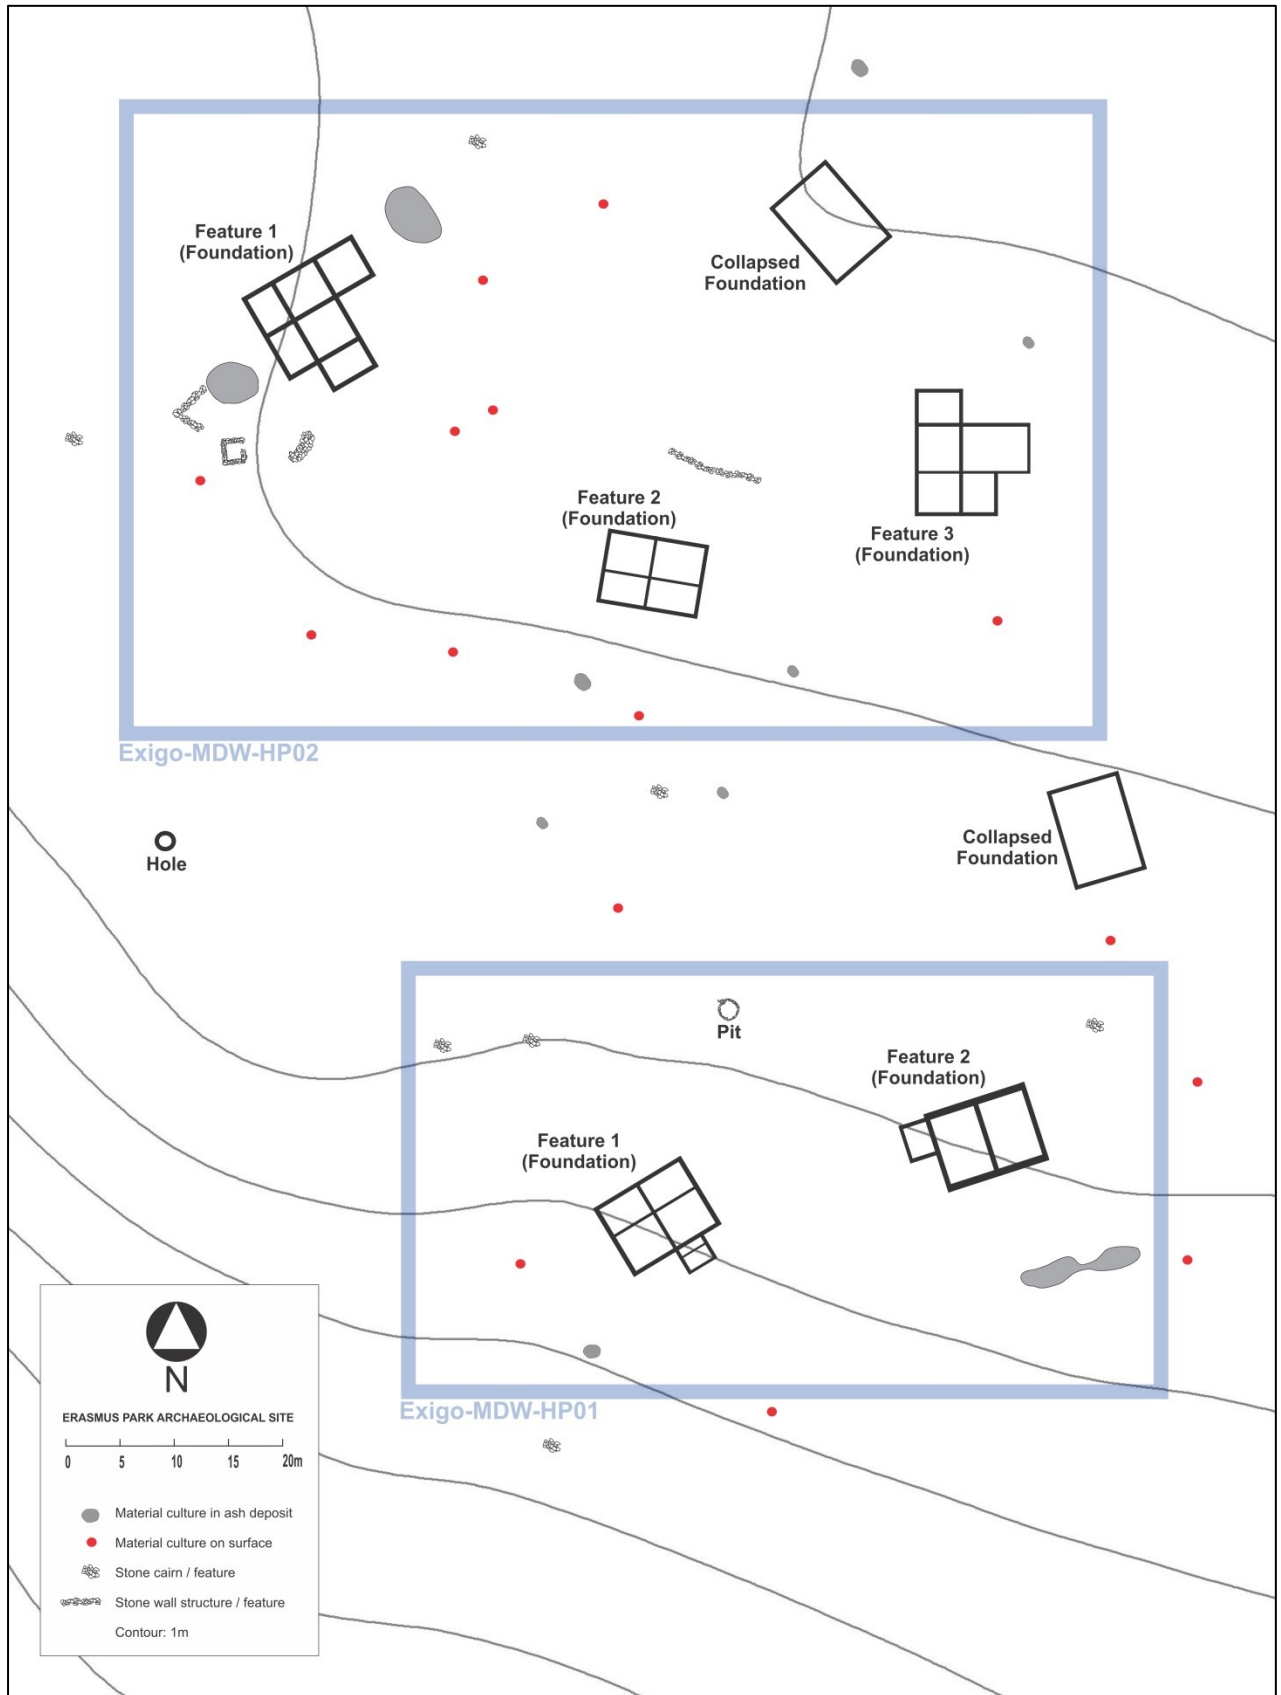 Feature 1
(Foundation)
Collapsed
Foundation
Feature 2
(Foundation)
Feature 3
(Foundation)
Exigo-MDW-HP02
Hole
Collapsed
Foundation
Pit
Feature 2
(Foundation)
Feature 1
(Foundation)
Exigo-MDW-HP01
N
ERASMUS PARK ARCHAEOLOGICAL SITE
0 5 10 15 20m
Material culture in ash deposit
Material culture on surface
Stone cairn / feature
Stone wall structure / feature
Contour: 1m